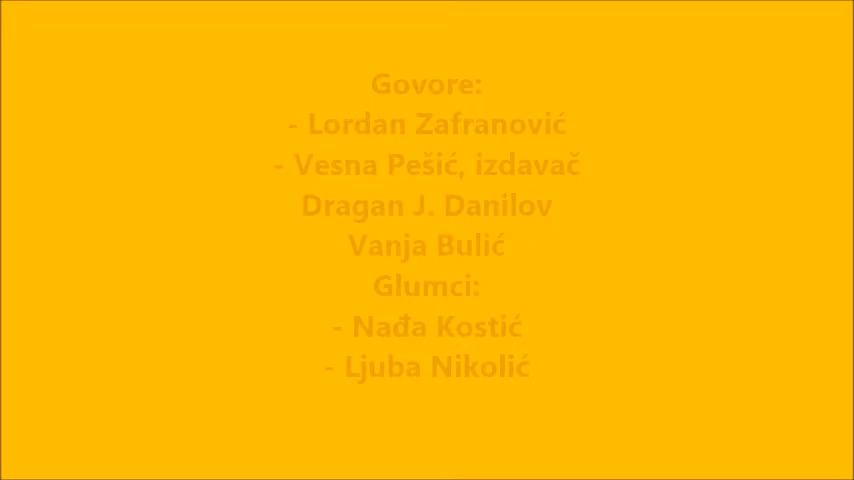 Govore:
- Lordan Zafranović
- Vesna Pešić, izdavač
Dragan J. Danilov
Vanja Bulić
Glumci:
- Nađa Kostić
- Ljuba Nikolić